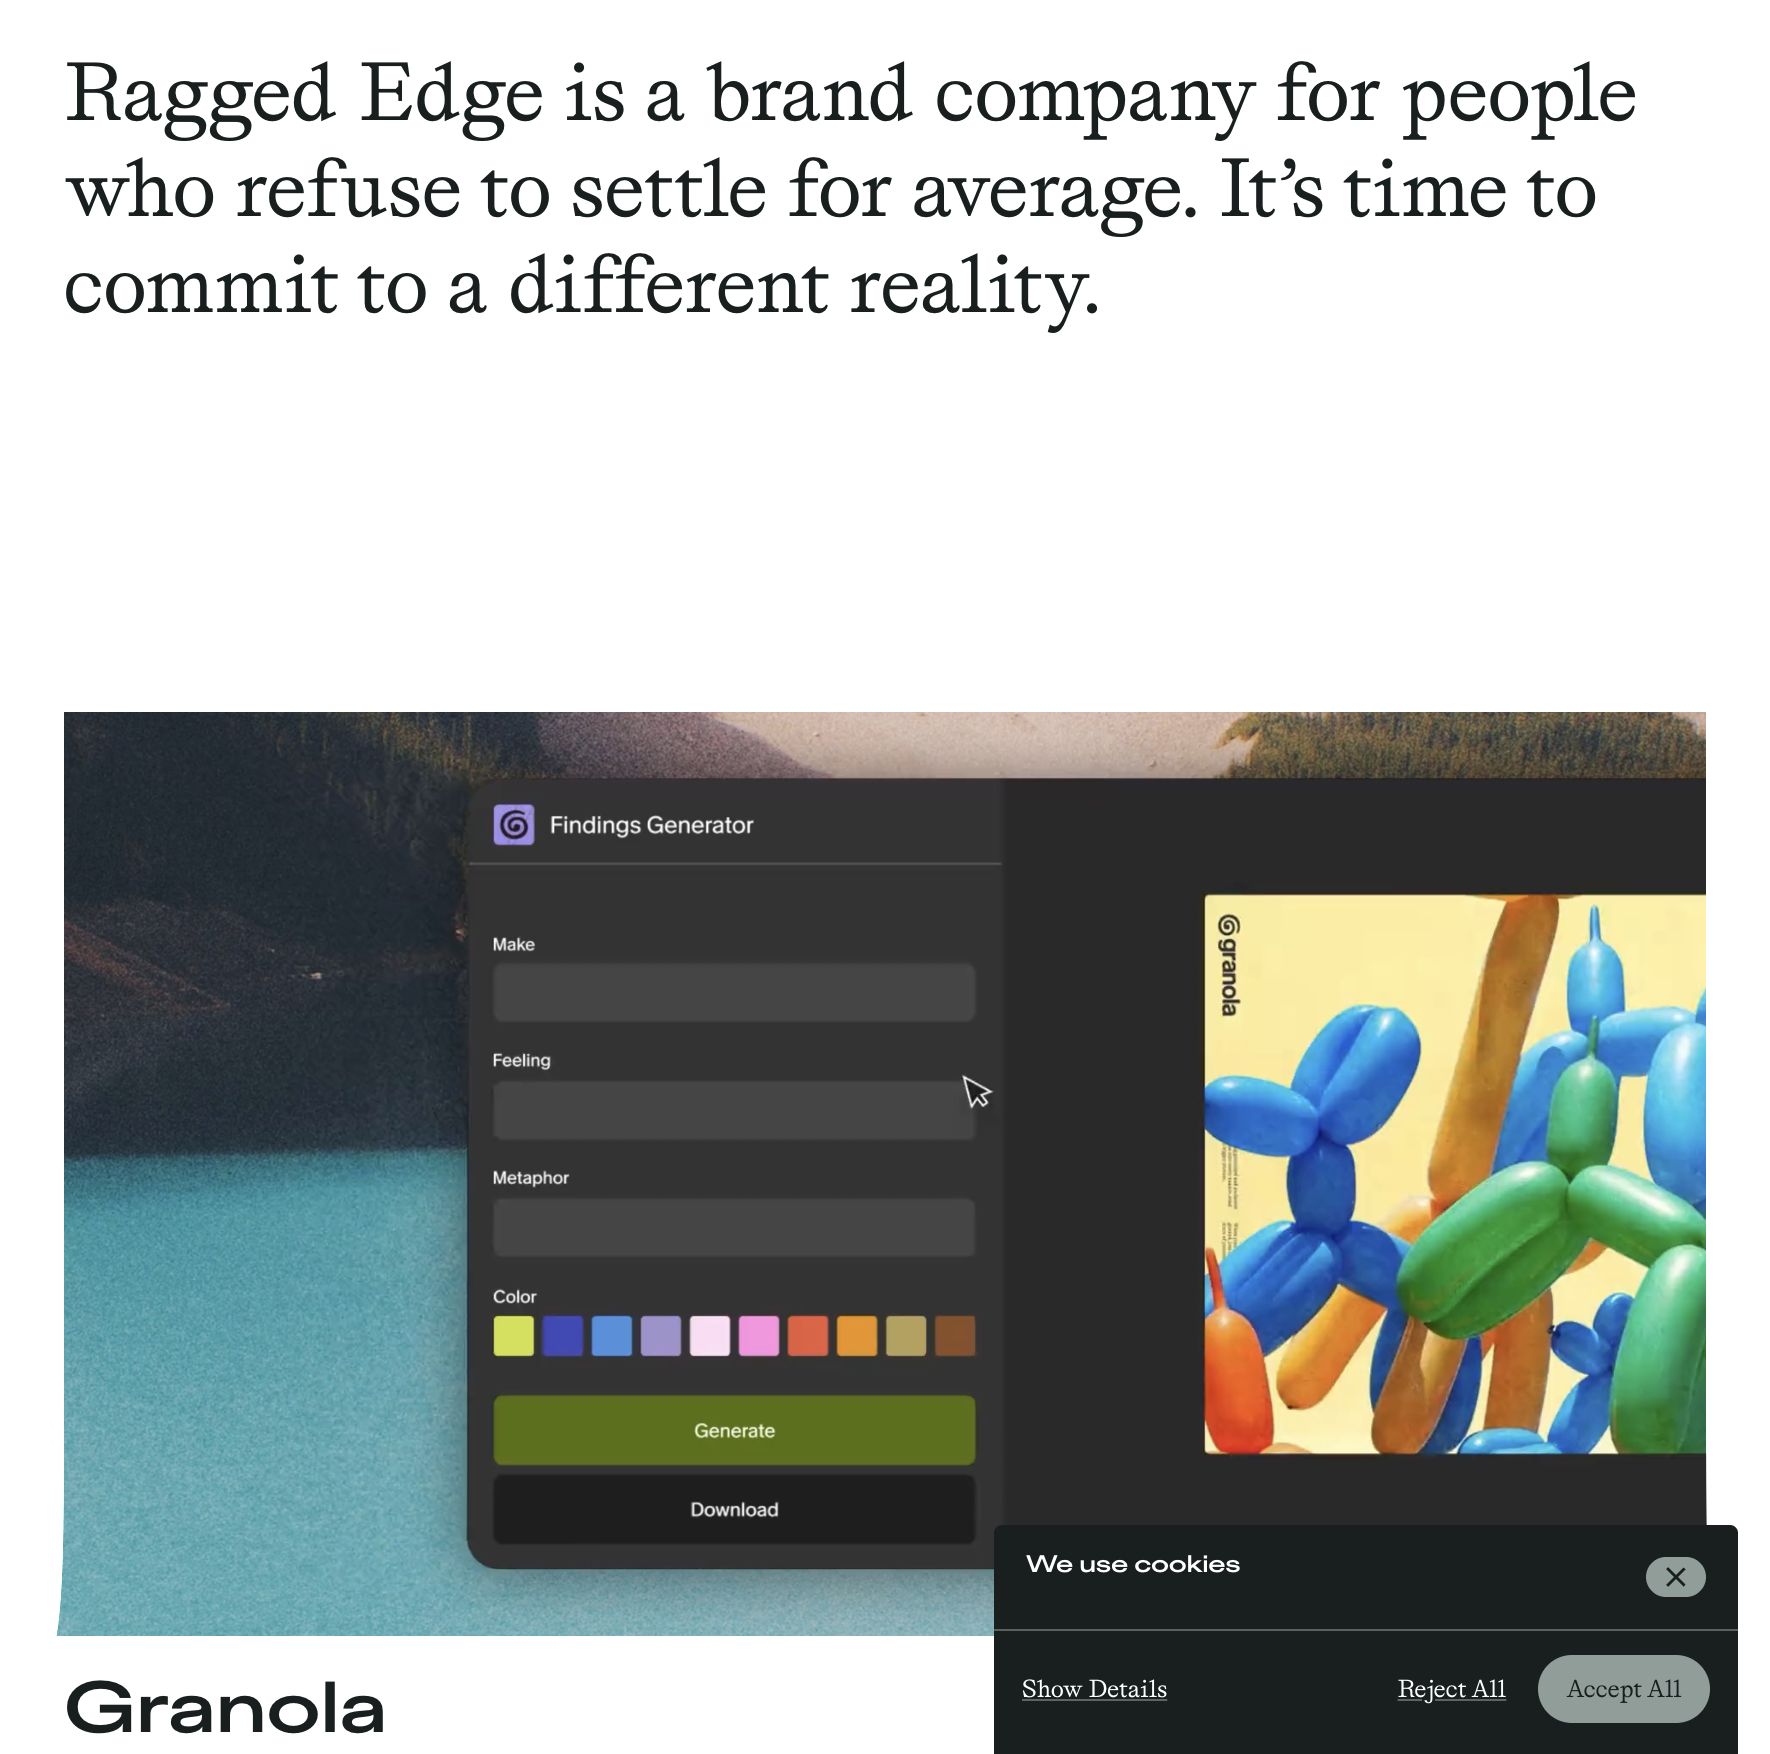 Ragged Edge is a brand company for people
who refuse to settle for average. It’s time to
commit to a different reality.
Findings Generator
Make
Feeling
Metaphor
Color
Generate
Download
granola
We use cookies
Show Details
Reject All
Accept All
Granola